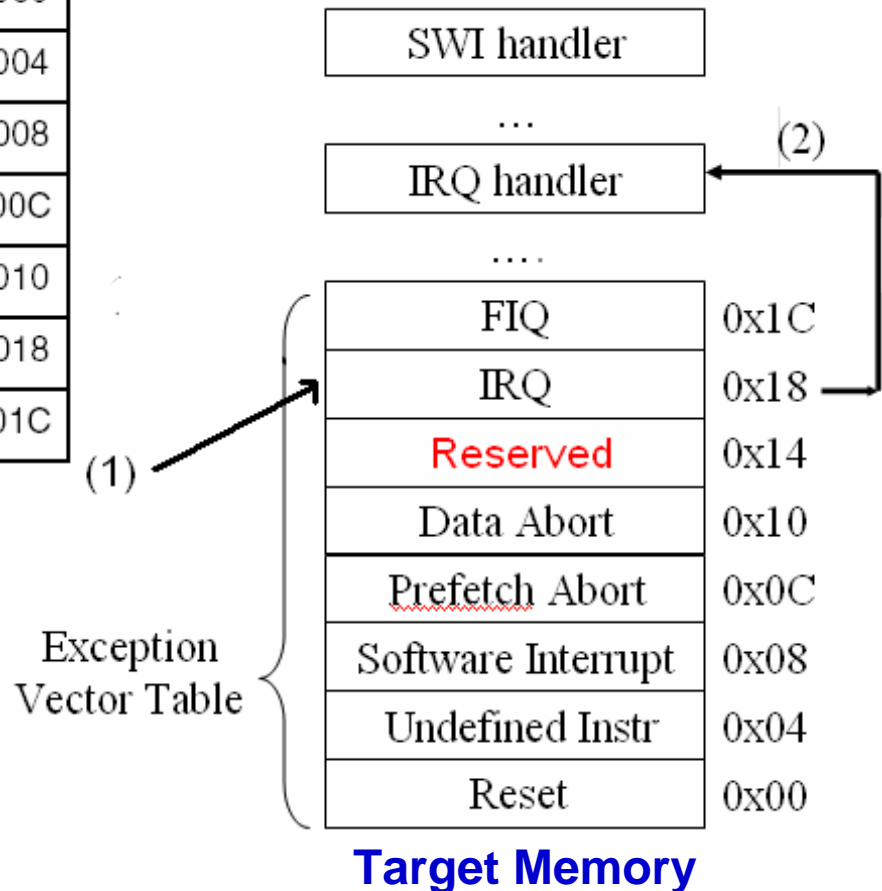 004
008
00C
010
018
01C
SWI handler
...
(2)
IRQ handler
....
FIQ 0x1C
IRQ 0x18
(1)
Reserved 0x14
Data Abort 0x10
Prefetch Abort 0x0C
Exception
Vector Table
Software Interrupt 0x08
Undefined Instr 0x04
Reset 0x00
Target Memory